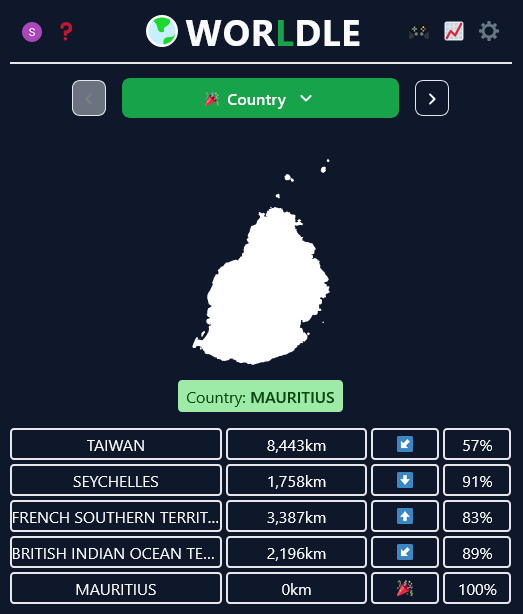 S ❓ WORLDLE
Country
Country: MAURITIUS
TAIWAN 8,443km 57%
SEYCHELLES 1,758km 91%
FRENCH SOUTHERN TERRIT... 3,387km 83%
BRITISH INDIAN OCEAN TE... 2,196km 89%
MAURITIUS 0km 100%